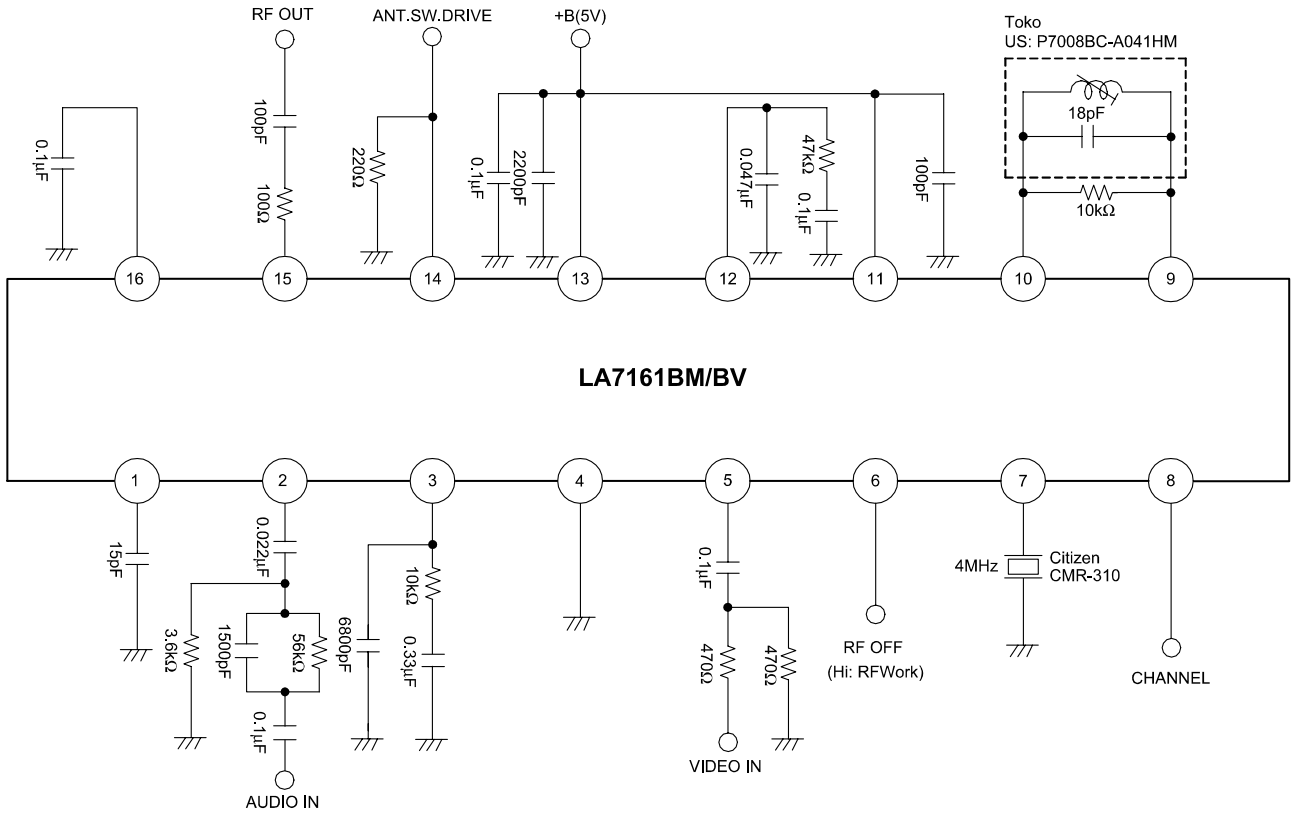 RF OUT
ANT.SW.DRIVE
+B(5V)
Toko
US: P7008BC-A041HM
0.1µF
100pF
100Ω
220Ω
0.1µF
2200pF
0.047µF
47kΩ
0.1µF
100pF
18pF
10kΩ
16
15
14
13
12
11
10
9
LA7161BM/BV
1
2
3
4
5
6
7
8
15pF
0.022µF
3.6kΩ
1500pF
56kΩ
0.1µF
AUDIO IN
6800pF
10kΩ
0.33µF
0.1µF
470Ω
470Ω
VIDEO IN
RF OFF
(Hi: RFWork)
4MHz
Citizen
CMR-310
CHANNEL